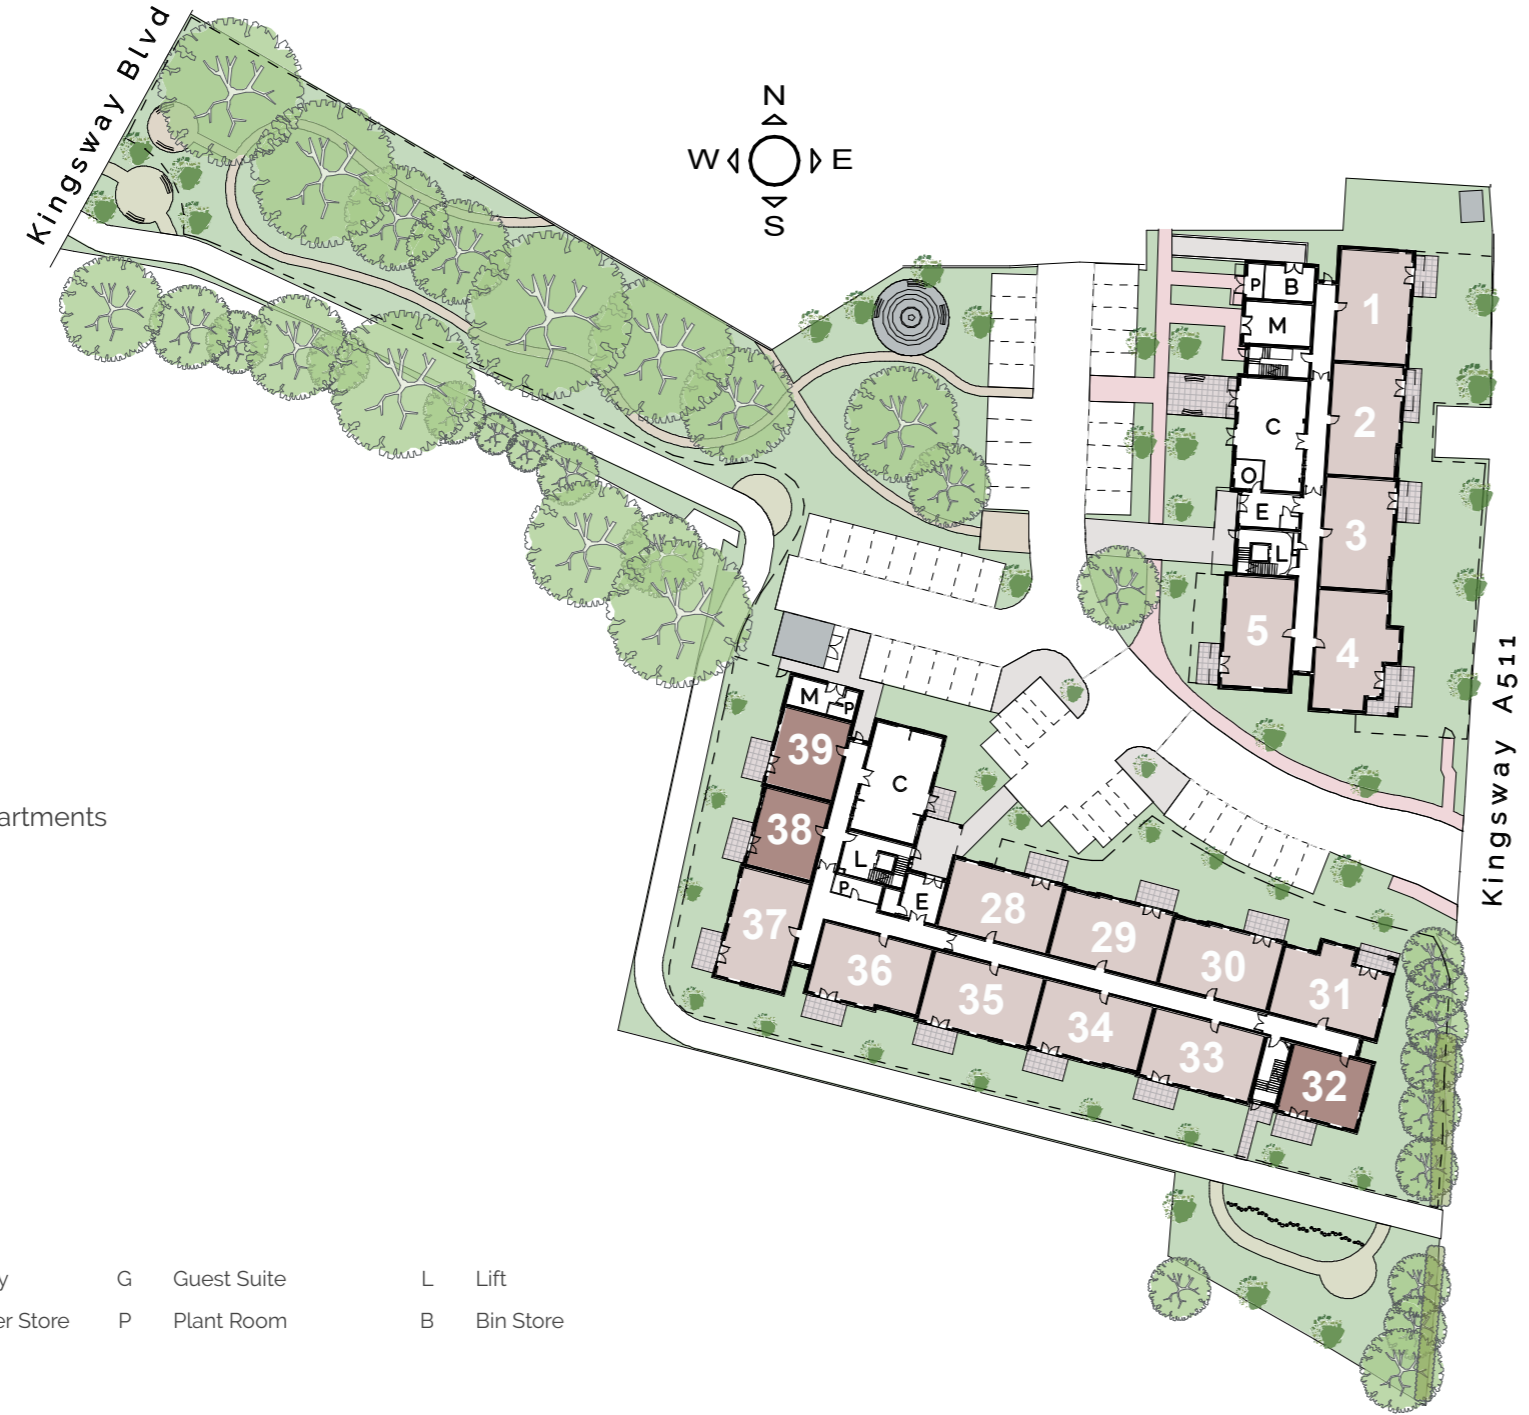 Kingsway Blvd
N
W E
S
P B
1
M
2
C
O
3
E
L
5
4
Kingsway A511
M P
39
C
38
L
P
E
37
28
29
30
31
36
35
34
33
32
artments
y G Guest Suite L Lift
er Store P Plant Room B Bin Store